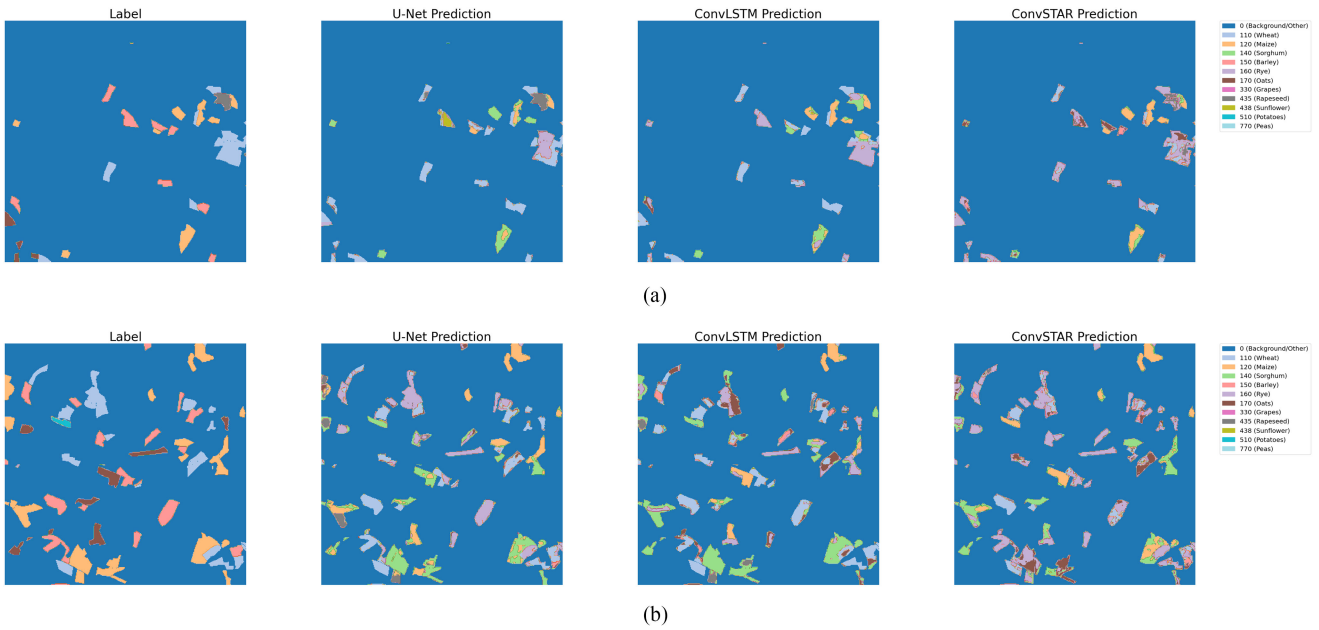 Label
U-Net Prediction
ConvLSTM Prediction
ConvSTAR Prediction
0 (Background/Other)
110 (Wheat)
120 (Maize)
140 (Sorghum)
150 (Barley)
160 (Rye)
170 (Oats)
330 (Grapes)
435 (Rapeseed)
438 (Sunflower)
510 (Potatoes)
770 (Peas)
(a)
Label
U-Net Prediction
ConvLSTM Prediction
ConvSTAR Prediction
0 (Background/Other)
110 (Wheat)
120 (Maize)
140 (Sorghum)
150 (Barley)
160 (Rye)
170 (Oats)
330 (Grapes)
435 (Rapeseed)
438 (Sunflower)
510 (Potatoes)
770 (Peas)
(b)